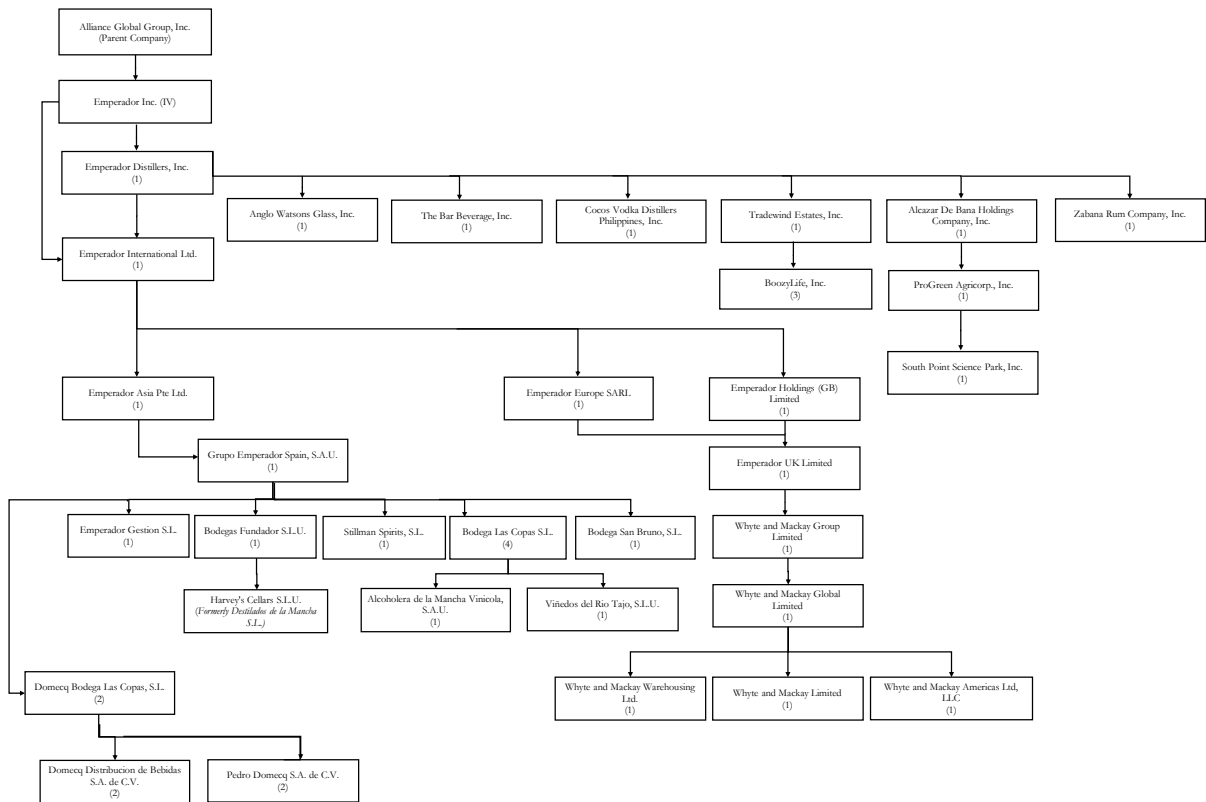 Alliance Global Group, Inc.
(Parent Company)
Emperador Inc. (IV)
Emperador Distillers, Inc.
(1)
Anglo Watsons Glass, Inc.
(1)
The Bar Beverage, Inc.
(1)
Cocos Vodka Distillers
Philippines, Inc.
(1)
Tradewind Estates, Inc.
(1)
Alcazar De Bana Holdings
Company, Inc.
(1)
Zabana Rum Company, Inc.
(1)
Emperador International Ltd.
(1)
BoozyLife, Inc.
(3)
ProGreen Agricorp., Inc.
(1)
South Point Science Park, Inc.
(1)
Emperador Asia Pte Ltd.
(1)
Emperador Europe SARL
(1)
Emperador Holdings (GB)
Limited
(1)
Grupo Emperador Spain, S.A.U.
(1)
Emperador UK Limited
(1)
Emperador Gestion S.L.
(1)
Bodegas Fundador S.L.U.
(1)
Stillman Spirits, S.L.
(1)
Bodega Las Copas S.L.
(4)
Bodega San Bruno, S.L.
(1)
Whyte and Mackay Group
Limited
(1)
Harvey's Cellars S.L.U.
(Formerly Destilados de la Mancha
S.L.)
Alcoholera de la Mancha Vinicola,
S.A.U.
(1)
Viñedos del Rio Tajo, S.L.U.
(1)
Whyte and Mackay Global
Limited
(1)
Domecq Bodega Las Copas, S.L.
(2)
Whyte and Mackay Warehousing
Ltd.
(1)
Whyte and Mackay Limited
(1)
Whyte and Mackay Americas Ltd,
LLC
(1)
Domecq Distribucion de Bebidas
S.A. de C.V.
(2)
Pedro Domecq S.A. de C.V.
(2)